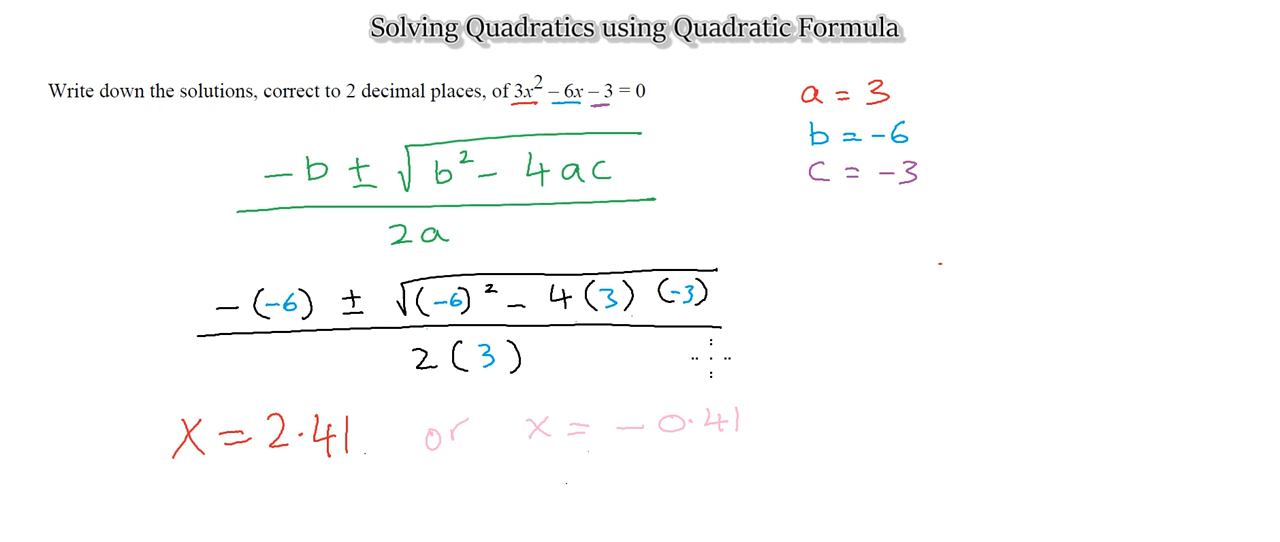 Solving Quadratics using Quadratic Formula
Write down the solutions, correct to 2 decimal places, of 3x² − 6x − 3 = 0
a = 3
b = -6
c = -3
-b ± √b² - 4ac
2a
-(-6) ± √(-6)² - 4(3)(-3)
2(3)
x = 2.41 or x = -0.41